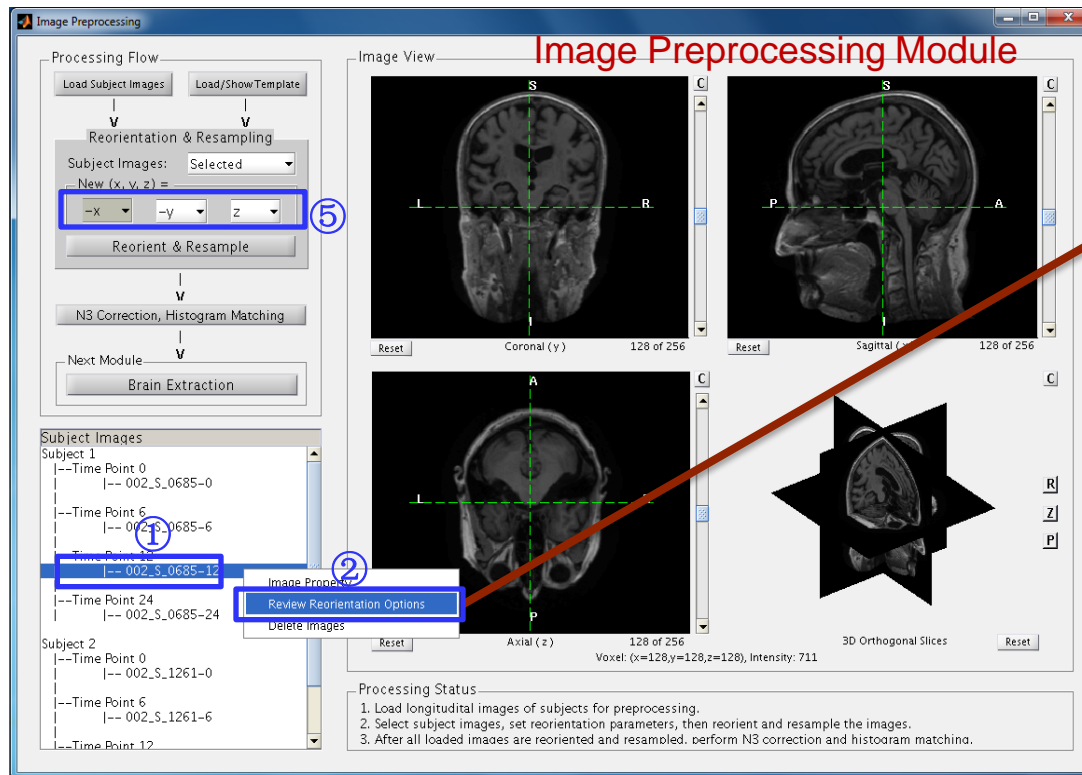 Image Preprocessing
Image Preprocessing Module
Processing Flow
Load Subject Images
Load/Show Template
V
V
Reorientation & Resampling
Subject Images: Selected
New (x, y, z) =
-x
-y
z
⑤
Reorient & Resample
V
N3 Correction, Histogram Matching
V
Next Module
Brain Extraction
Subject Images
Subject 1
|--Time Point 0
| |-- 002_S_0685-0
|
|--Time Point 6
| |-- 002_S_0685-6
①
|--Time Point 12
|-- 002_S_0685-12
|--Time Point 24
|-- 002_S_0685-24
Subject 2
|--Time Point 0
| |-- 002_S_1261-0
|
|--Time Point 6
| |-- 002_S_1261-6
|
|--Time Point 12
②
Image Property
Review Reorientation Options
Delete Images
Image View
S
L
R
I
C
Reset
Coronal ( y )
128 of 256
S
P
A
I
C
Reset
Sagittal (
128 of 256
A
L
P
C
Reset
Axial ( z )
128 of 256
C
R
Z
P
3D Orthogonal Slices
Reset
Voxel: (x=128,y=128,z=128), Intensity: 711
Processing Status
1. Load longitudital images of subjects for preprocessing.
2. Select subject images, set reorientation parameters, then reorient and resample the images.
3. After all loaded images are reoriented and resampled, perform N3 correction and histogram matching.